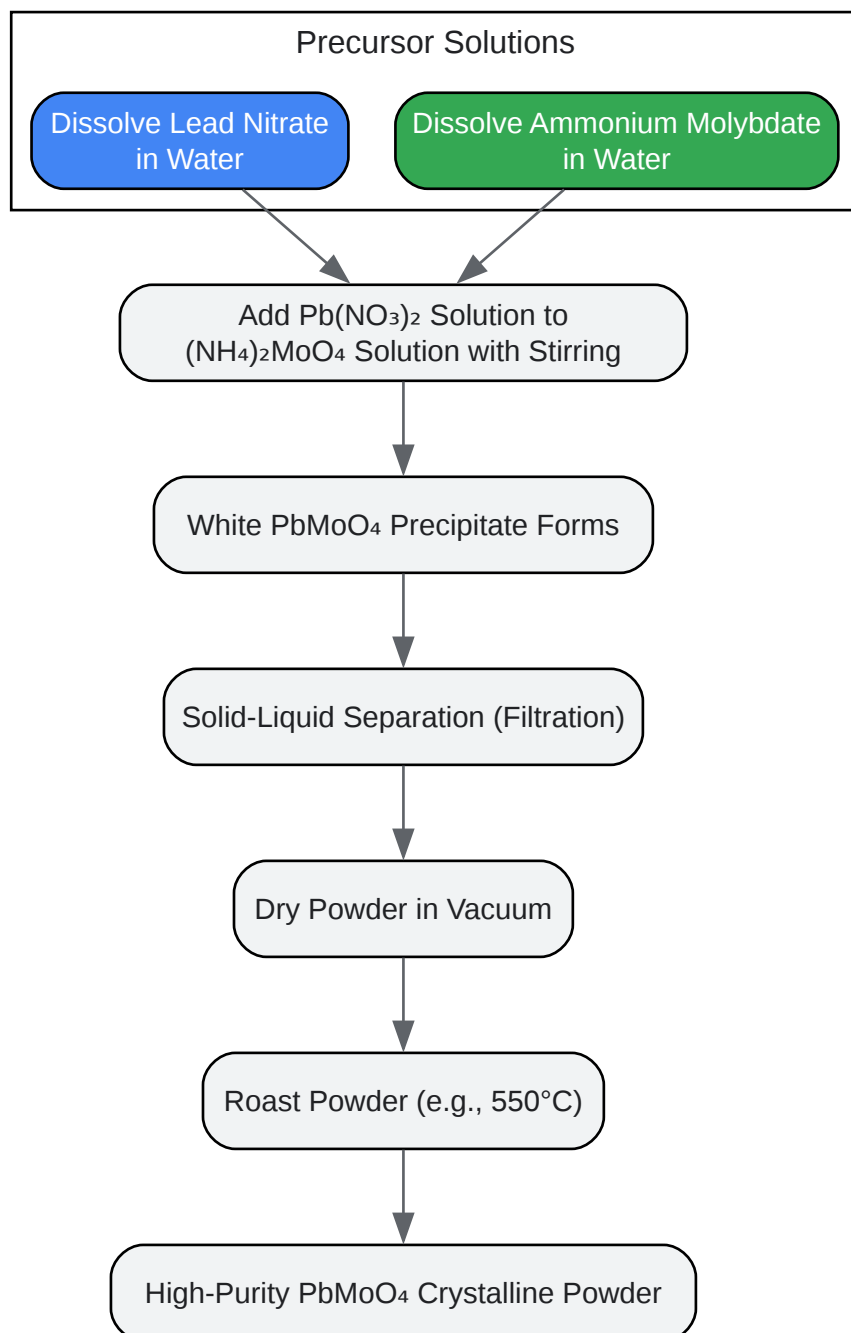 Precursor Solutions
Dissolve Lead Nitrate
in Water
Dissolve Ammonium Molybdate
in Water
Add Pb(NO₃)₂ Solution to
(NH₄)₂MoO₄ Solution with Stirring
White PbMoO₄ Precipitate Forms
Solid-Liquid Separation (Filtration)
Dry Powder in Vacuum
Roast Powder (e.g., 550°C)
High-Purity PbMoO₄ Crystalline Powder